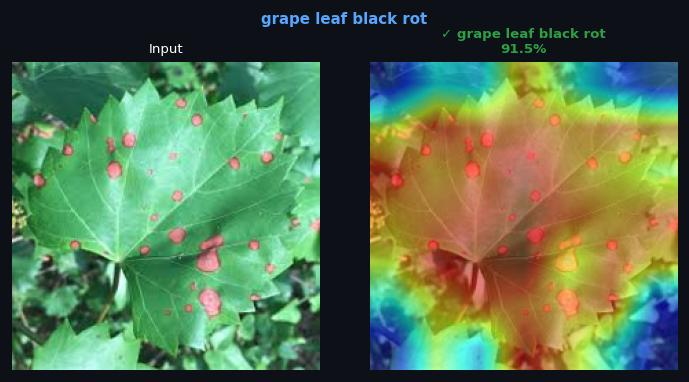 grape leaf black rot
Input
✓ grape leaf black rot
91.5%